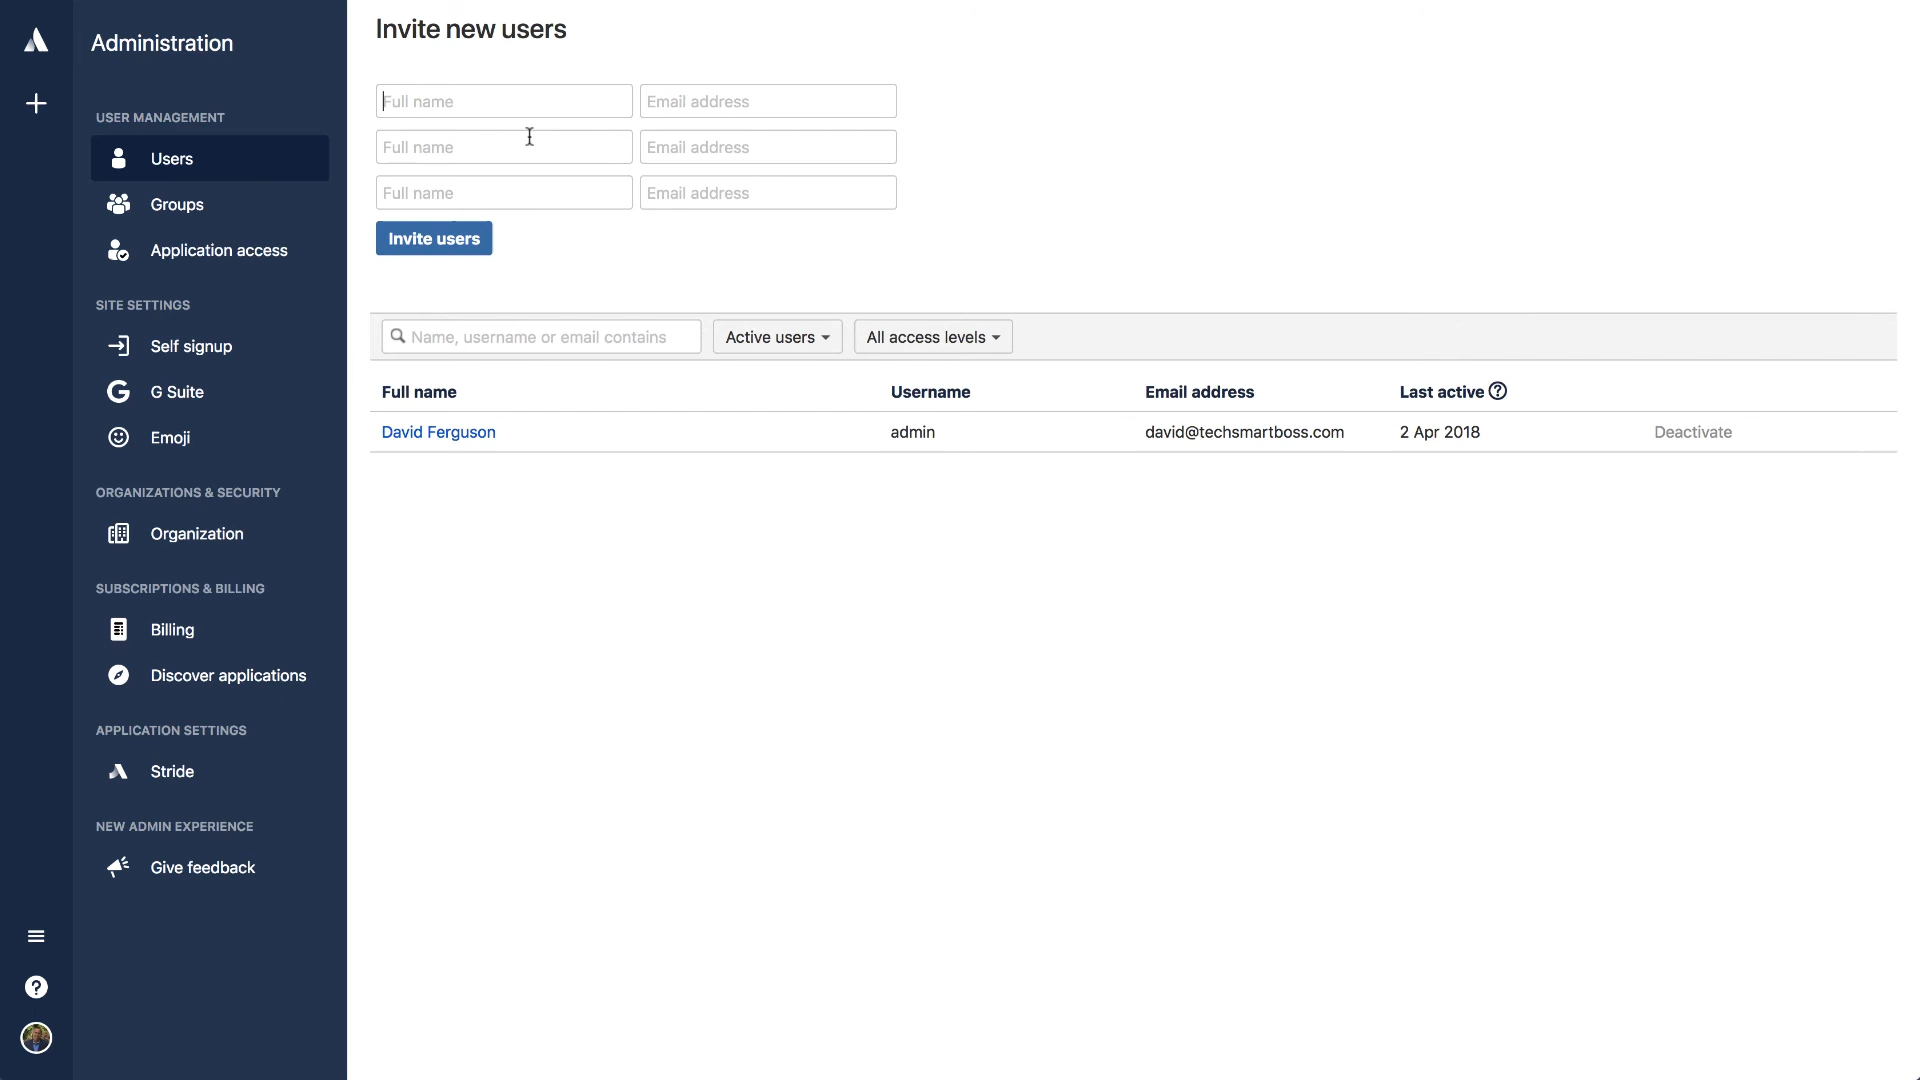 Administration
USER MANAGEMENT
Users
Groups
Application access
SITE SETTINGS
Self signup
G Suite
Emoji
ORGANIZATIONS & SECURITY
Organization
SUBSCRIPTIONS & BILLING
Billing
Discover applications
APPLICATION SETTINGS
Stride
NEW ADMIN EXPERIENCE
Give feedback
Invite new users
Full name Email address
Full name Email address
Full name Email address
Invite users
Name, username or email contains Active users All access levels
Full name Username Email address Last active ?
David Ferguson admin david@techsmartboss.com 2 Apr 2018 Deactivate